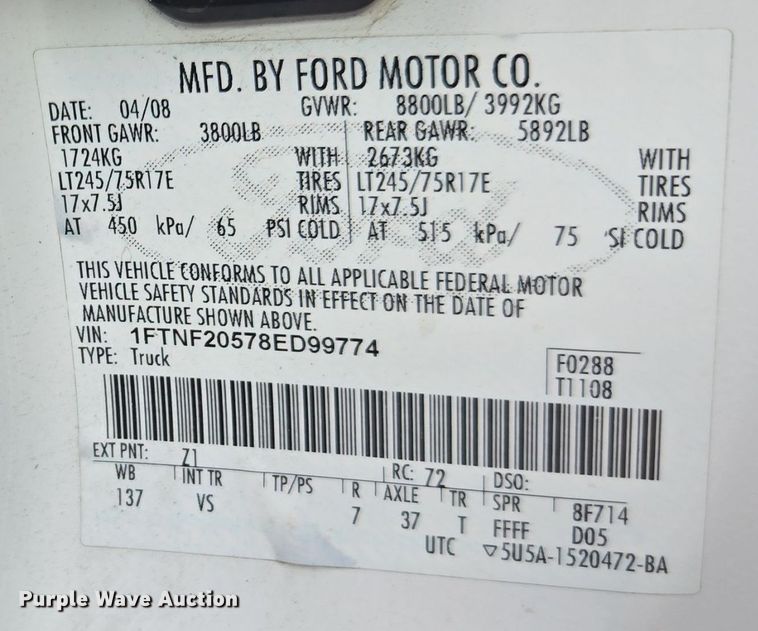 MFD. BY FORD MOTOR CO.
DATE: 04/08 GVWR: 8800LB/ 3992KG
FRONT GAWR: 3800LB REAR GAWR: 5892LB
1724KG WITH 2673KG WITH
LT245/75R17E TIRES LT245/75R17E TIRES
17x7.5J RIMS 17x7.5J RIMS
AT 450 kPa/ 65 PSI COLD AT 515 kPa/ 75 SI COLD
THIS VEHICLE CONFORMS TO ALL APPLICABLE FEDERAL MOTOR
VEHICLE SAFETY STANDARDS IN EFFECT ON THE DATE OF
MANUFACTURE SHOWN ABOVE.
VIN: 1FTNF20578ED99774
TYPE: Truck
F0288
T1108
EXT PNT: Z1 RC: 72 DSO:
WB INT TR TP/PS R AXLE TR SPR 8F714
137 VS 7 37 T FFFF D05
UTC ▽5U5A-1520472-BA
Purple Wave Auction